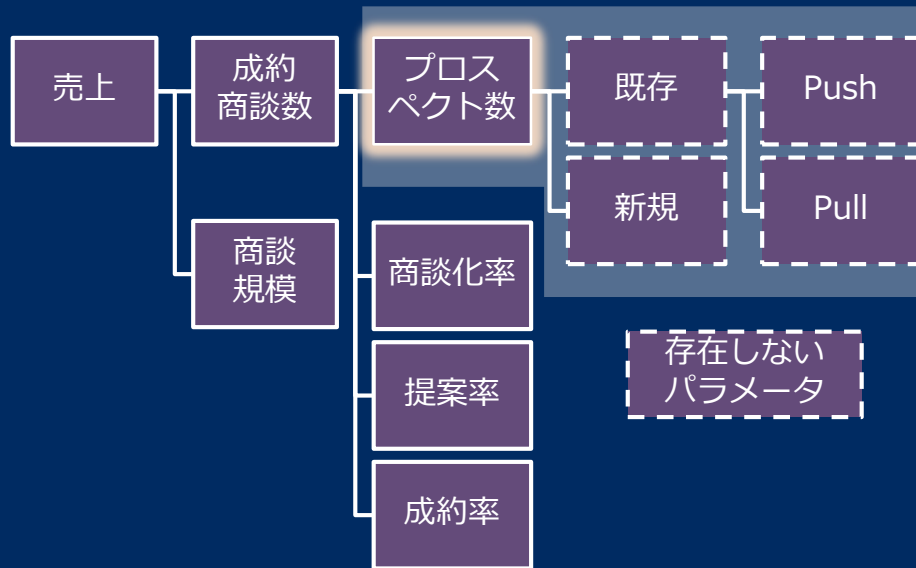 売上
成約
商談数
プロス
ペクト数
既存
Push
新規
Pull
商談
規模
商談化率
提案率
成約率
存在しない
パラメータ